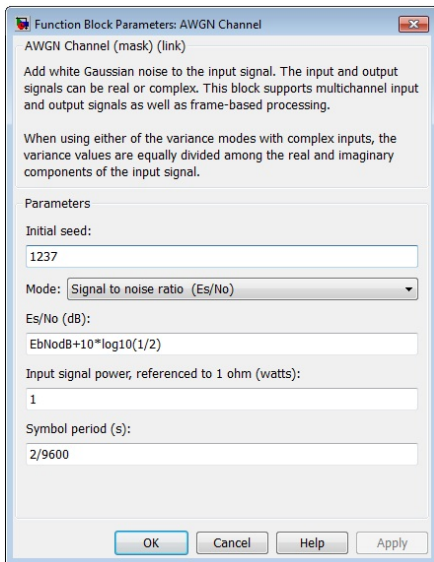 Function Block Parameters: AWGN Channel
AWGN Channel (mask) (link)
Add white Gaussian noise to the input signal. The input and output
signals can be real or complex. This block supports multichannel input
and output signals as well as frame-based processing.
When using either of the variance modes with complex inputs, the
variance values are equally divided among the real and imaginary
components of the input signal.
Parameters
Initial seed:
1237
Mode: Signal to noise ratio (Es/No)
Es/No (dB):
EbNodB+10*log10(1/2)
Input signal power, referenced to 1 ohm (watts):
1
Symbol period (s):
2/9600
OK Cancel Help Apply